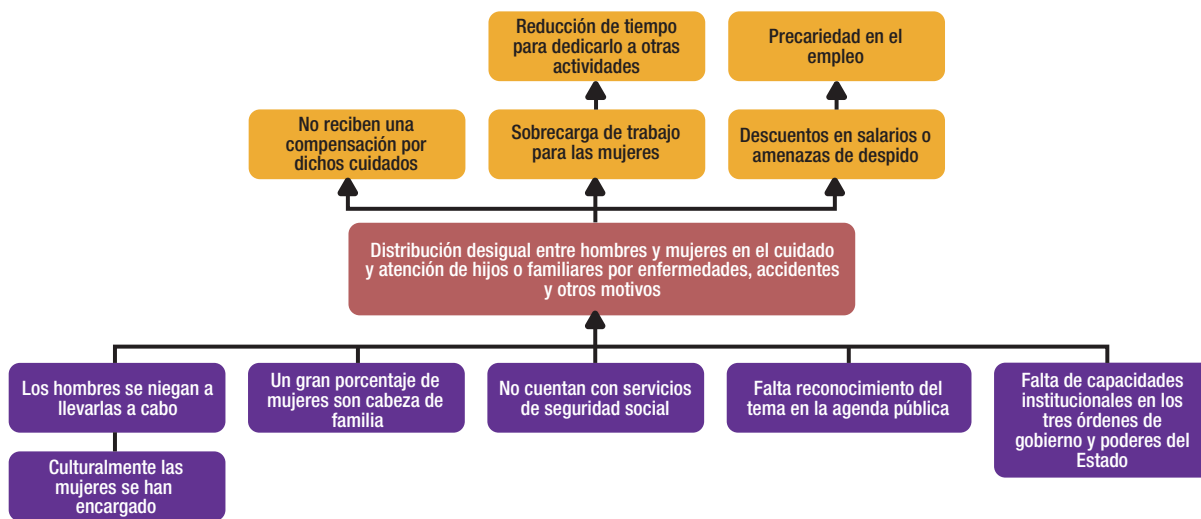 Reducción de tiempo
para dedicarlo a otras
actividades
Precariedad en el
empleo
No reciben una
compensación por
dichos cuidados
Sobrecarga de trabajo
para las mujeres
Descuentos en salarios o
amenazas de despido
Distribución desigual entre hombres y mujeres en el cuidado
y atención de hijos o familiares por enfermedades, accidentes
y otros motivos
Los hombres se niegan a
llevarlas a cabo
Un gran porcentaje de
mujeres son cabeza de
familia
No cuentan con servicios
de seguridad social
Falta reconocimiento del
tema en la agenda pública
Falta de capacidades
institucionales en los
tres órdenes de
gobierno y poderes del
Estado
Culturalmente las
mujeres se han
encargado